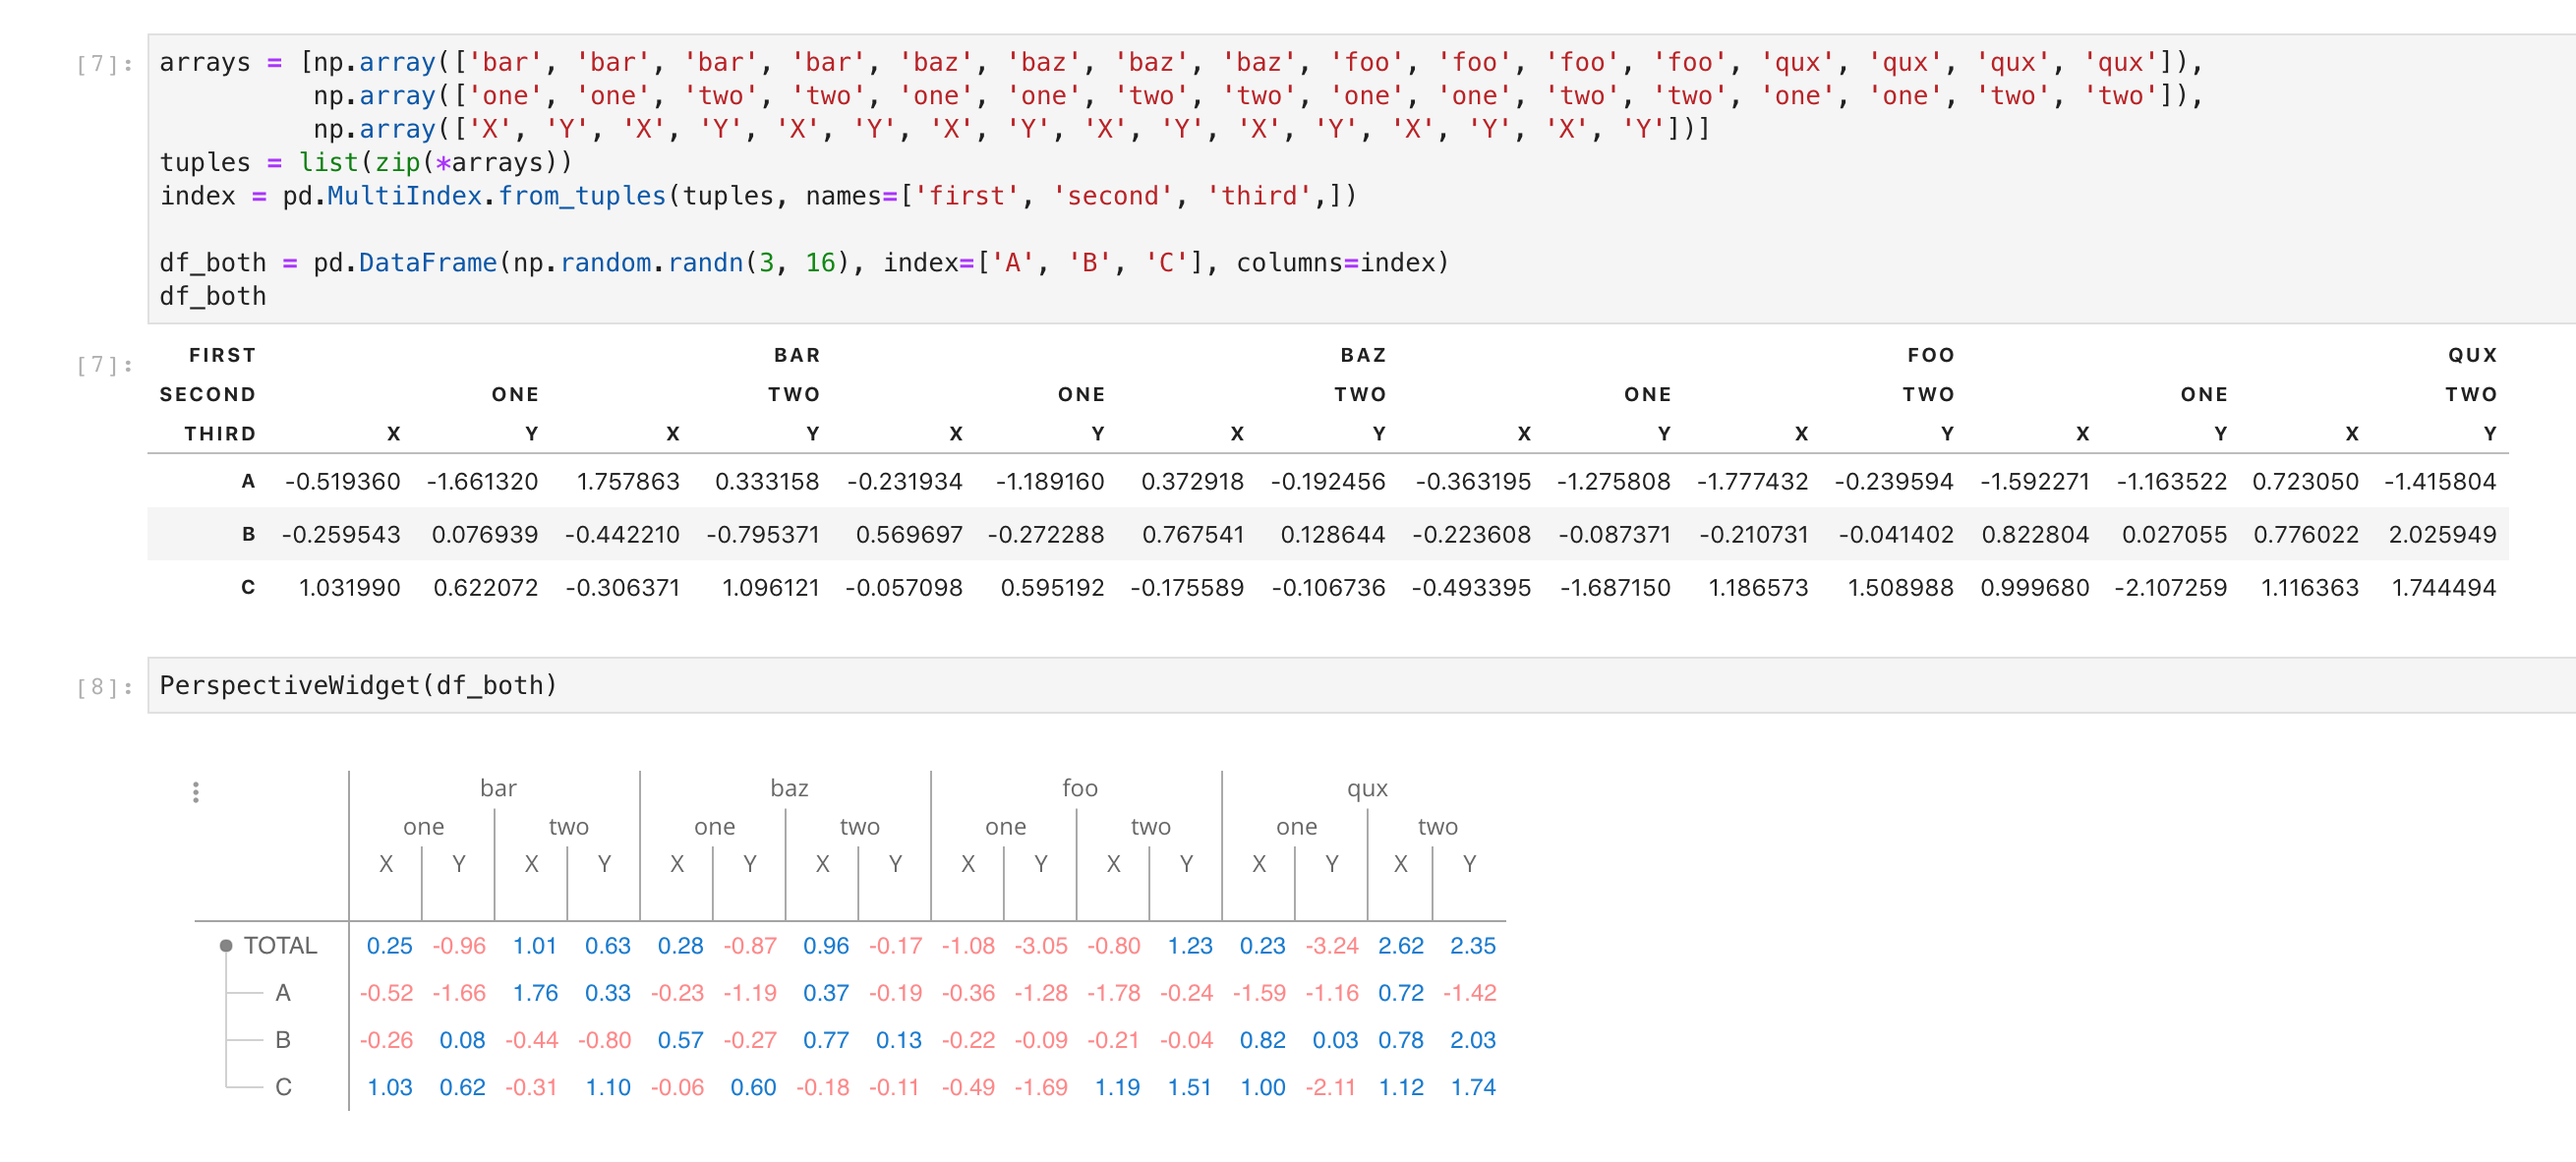 [7]: arrays = [np.array(['bar', 'bar', 'bar', 'bar', 'baz', 'baz', 'baz', 'baz', 'foo', 'foo', 'foo', 'foo', 'qux', 'qux', 'qux', 'qux']),
np.array(['one', 'one', 'two', 'two', 'one', 'one', 'two', 'two', 'one', 'one', 'two', 'two', 'one', 'one', 'two', 'two']),
np.array(['X', 'Y', 'X', 'Y', 'X', 'Y', 'X', 'Y', 'X', 'Y', 'X', 'Y', 'X', 'Y', 'X', 'Y'])]
tuples = list(zip(*arrays))
index = pd.MultiIndex.from_tuples(tuples, names=['first', 'second', 'third',])
df_both = pd.DataFrame(np.random.randn(3, 16), index=['A', 'B', 'C'], columns=index)
df_both
[7]: FIRST BAR BAZ FOO QUX
SECOND ONE TWO ONE TWO ONE TWO ONE TWO
THIRD X Y X Y X Y X Y X Y X Y X Y X Y
A -0.519360 -1.661320 1.757863 0.333158 -0.231934 -1.189160 0.372918 -0.192456 -0.363195 -1.275808 -1.777432 -0.239594 -1.592271 -1.163522 0.723050 -1.415804
B -0.259543 0.076939 -0.442210 -0.795371 0.569697 -0.272288 0.767541 0.128644 -0.223608 -0.087371 -0.210731 -0.041402 0.822804 0.027055 0.776022 2.025949
C 1.031990 0.622072 -0.306371 1.096121 -0.057098 0.595192 -0.175589 -0.106736 -0.493395 -1.687150 1.186573 1.508988 0.999680 -2.107259 1.116363 1.744494
[8]: PerspectiveWidget(df_both)
bar baz foo qux
one two one two one two one two
X Y X Y X Y X Y X Y X Y X Y X Y
TOTAL 0.25 -0.96 1.01 0.63 0.28 -0.87 0.96 -0.17 -1.08 -3.05 -0.80 1.23 0.23 -3.24 2.62 2.35
A -0.52 -1.66 1.76 0.33 -0.23 -1.19 0.37 -0.19 -0.36 -1.28 -1.78 -0.24 -1.59 -1.16 0.72 -1.42
B -0.26 0.08 -0.44 -0.80 0.57 -0.27 0.77 0.13 -0.22 -0.09 -0.21 -0.04 0.82 0.03 0.78 2.03
C 1.03 0.62 -0.31 1.10 -0.06 0.60 -0.18 -0.11 -0.49 -1.69 1.19 1.51 1.00 -2.11 1.12 1.74